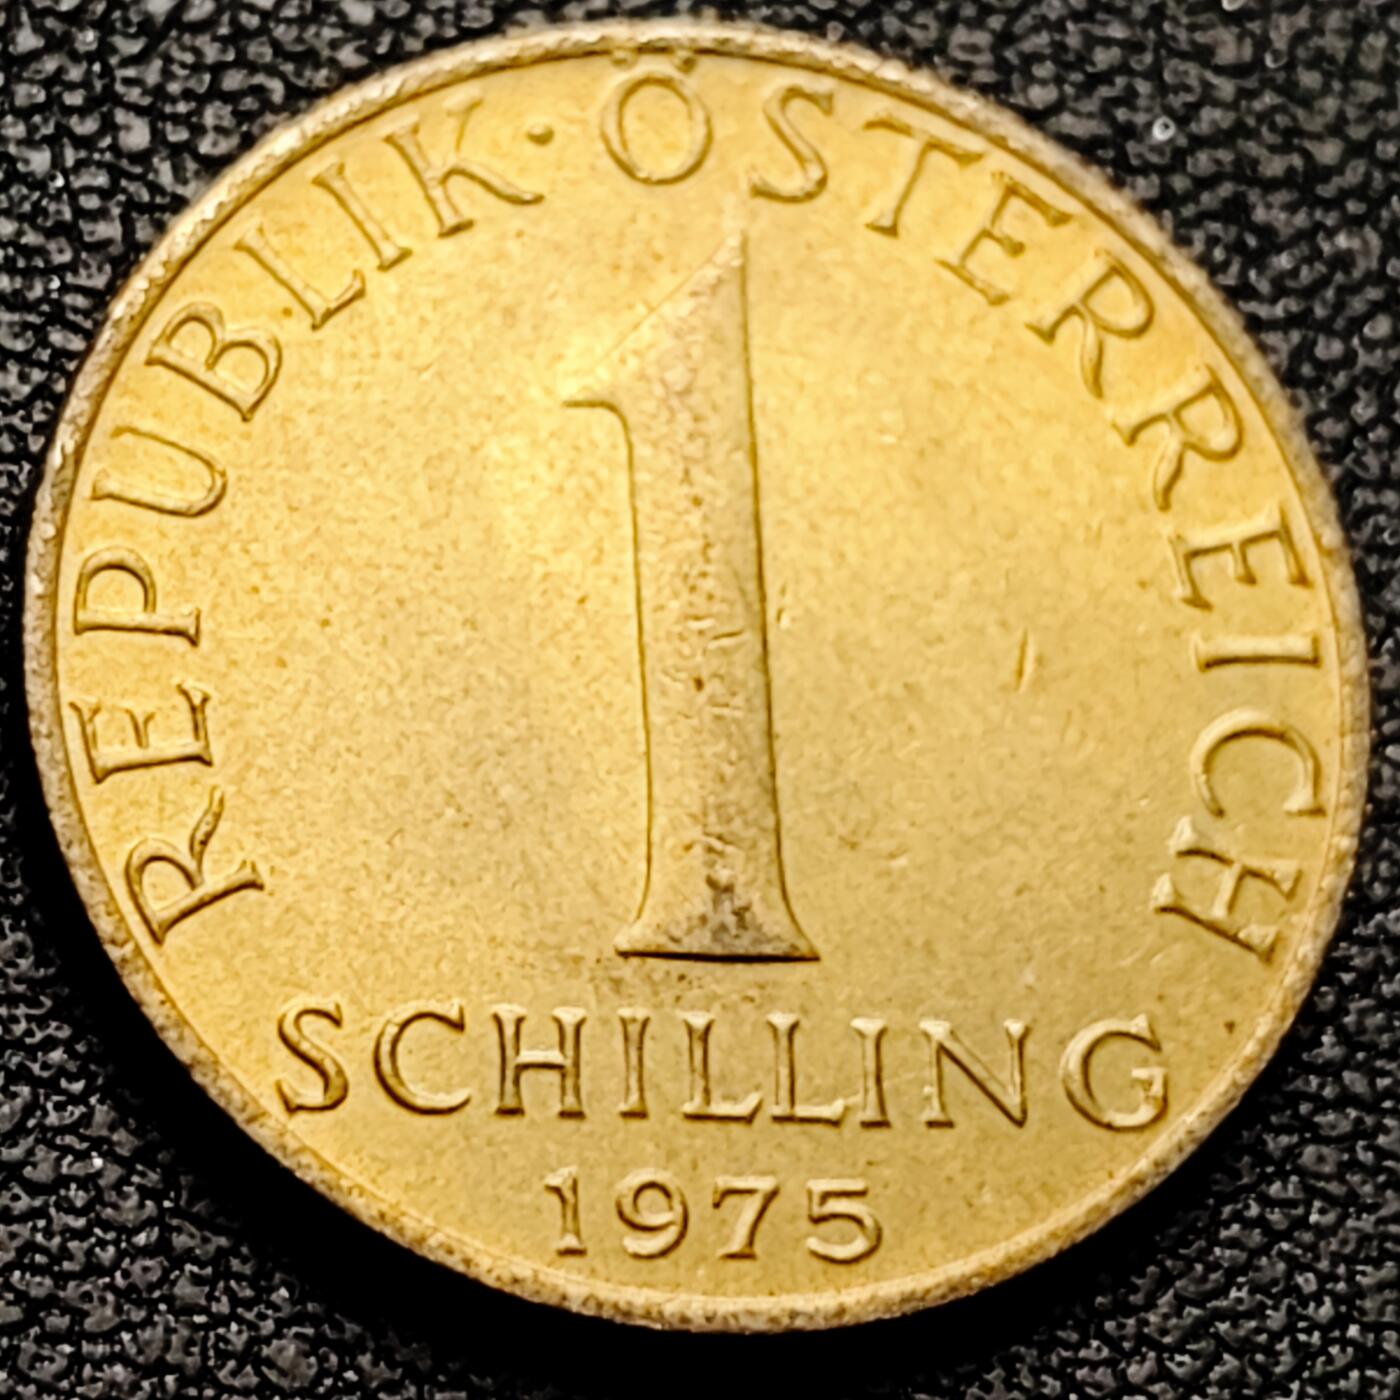 REPUBLIK · ÖSTERREICH
1
SCHILLING
1975